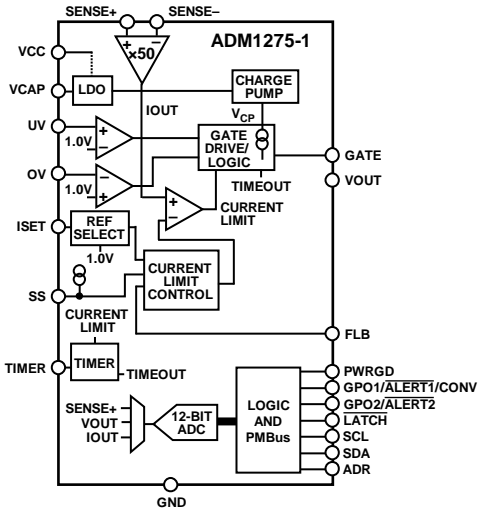 SENSE+ SENSE–
ADM1275-1
VCC
+ –
×50
VCAP
LDO
CHARGE
PUMP
IOUT
VCP
UV
+
1.0V –
GATE
DRIVE/
LOGIC
GATE
OV
–
1.0V +
TIMEOUT
VOUT
+
–
CURRENT
LIMIT
ISET
REF
SELECT
1.0V
CURRENT
LIMIT
CONTROL
SS
CURRENT
LIMIT
FLB
TIMER
TIMER
TIMEOUT
SENSE+
VOUT
IOUT
12-BIT
ADC
LOGIC
AND
PMBus
PWRGD
GPO1/ALERT1/CONV
GPO2/ALERT2
LATCH
SCL
SDA
ADR
GND